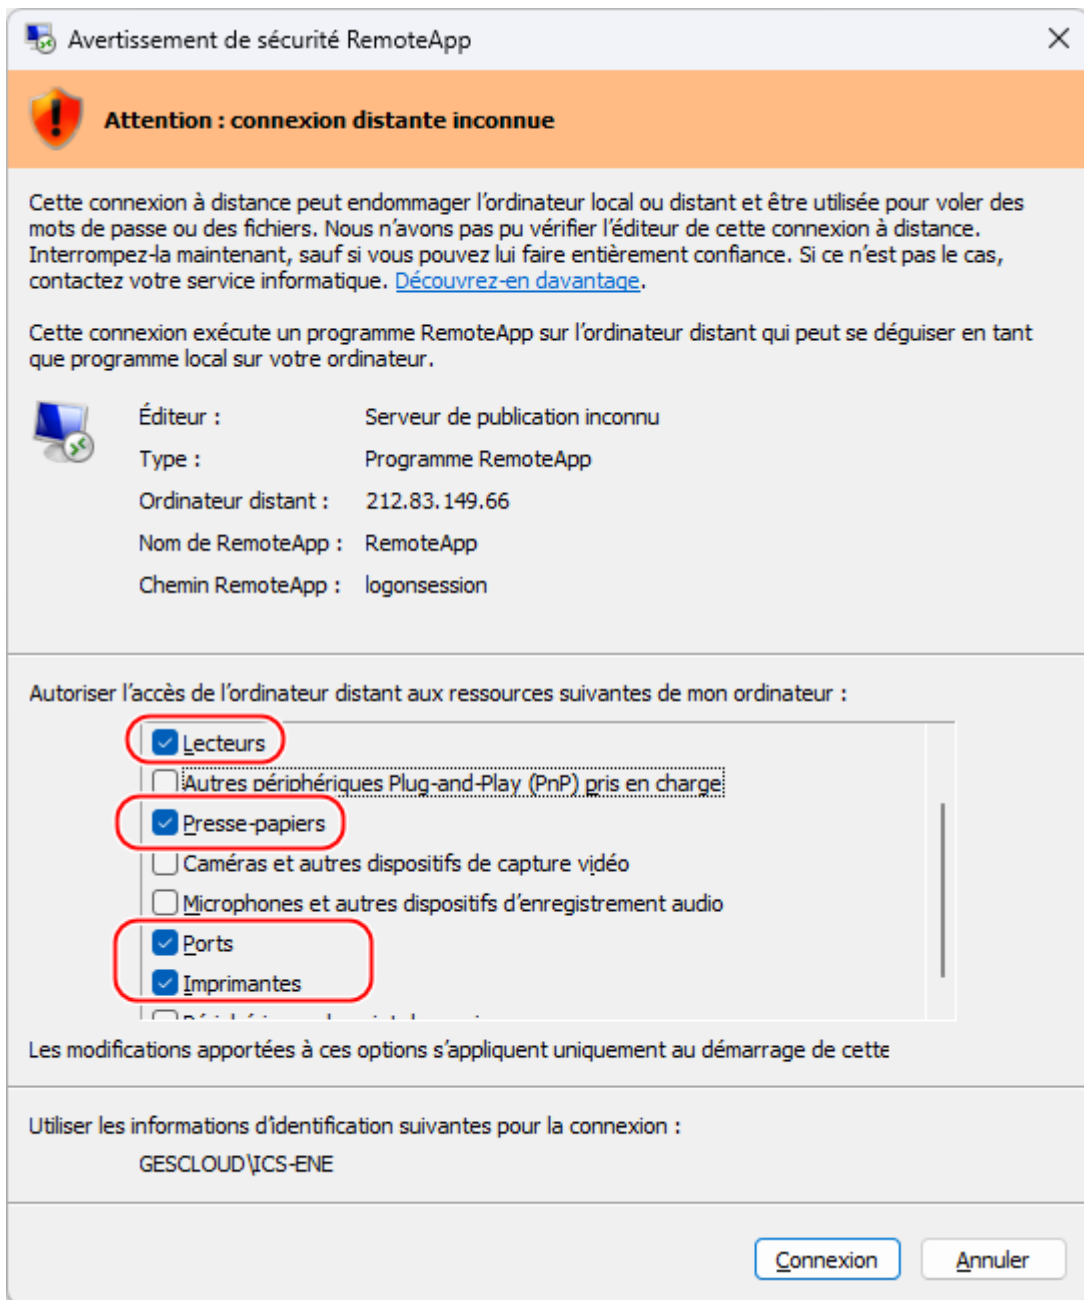 Avertissement de sécurité RemoteApp
Attention : connexion distante inconnue
Cette connexion à distance peut endommager l'ordinateur local ou distant et être utilisée pour voler des
mots de passe ou des fichiers. Nous n'avons pas pu vérifier l'éditeur de cette connexion à distance.
Interrompez-la maintenant, sauf si vous pouvez lui faire entièrement confiance. Si ce n'est pas le cas,
contactez votre service informatique. Découvrez-en davantage.
Cette connexion exécute un programme RemoteApp sur l'ordinateur distant qui peut se déguiser en tant
que programme local sur votre ordinateur.
Éditeur : Serveur de publication inconnu
Type : Programme RemoteApp
Ordinateur distant : 212.83.149.66
Nom de RemoteApp : RemoteApp
Chemin RemoteApp : logonsession
Autoriser l'accès de l'ordinateur distant aux ressources suivantes de mon ordinateur :
Lecteurs
Autres périphériques Plug-and-Play (PnP) pris en charge
Presse-papiers
Caméras et autres dispositifs de capture vidéo
Microphones et autres dispositifs d'enregistrement audio
Ports
Imprimantes
Les modifications apportées à ces options s'appliquent uniquement au démarrage de cette
Utiliser les informations d'identification suivantes pour la connexion :
GESCLOUD\ICS-ENE
Connexion Annuler